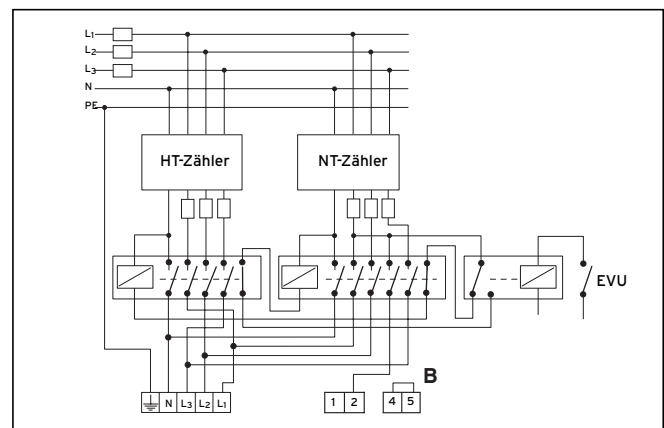 L1
L2
L3
N
PE
HT-Zähler NT-Zähler
EVU
B
N L3 L2 L1 1 2 4 5